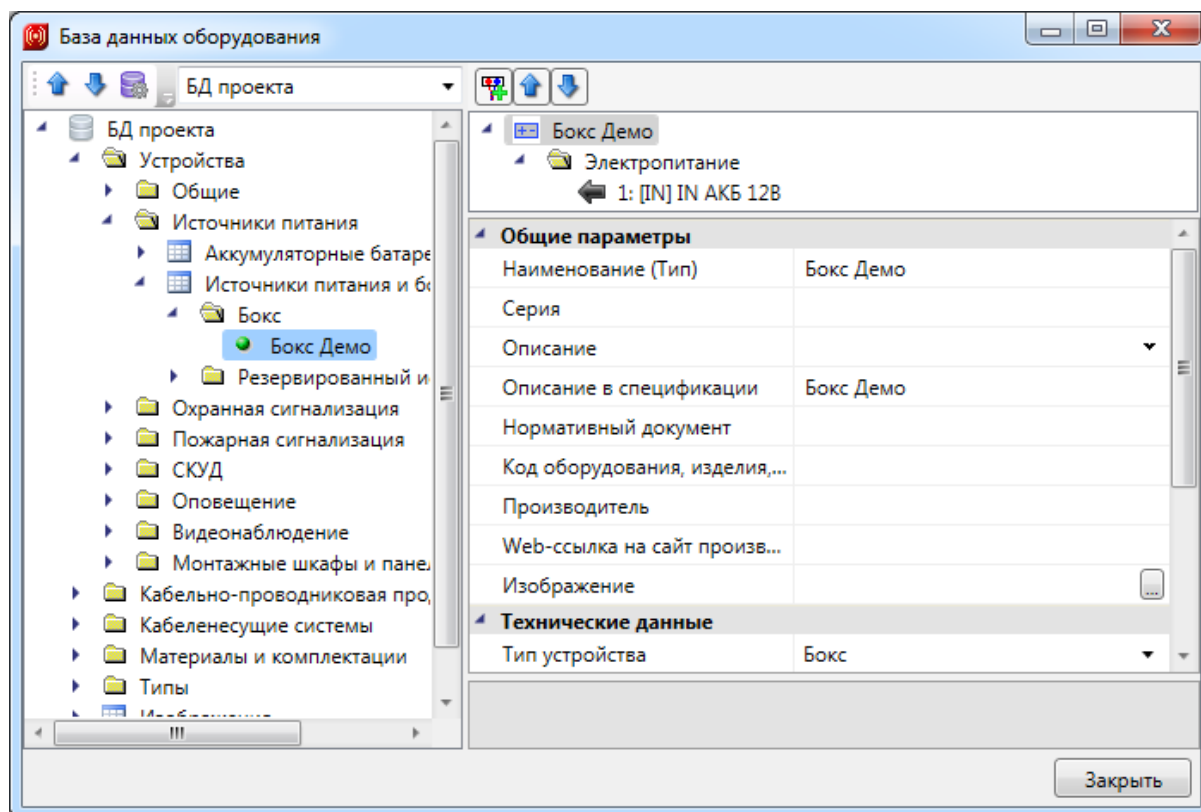 База данных оборудования
БД проекта
БД проекта
Устройства
Общие
Источники питания
Аккумуляторные батаре
Источники питания и бо
Бокс
Бокс Демо
Резервированный и
Охранная сигнализация
Пожарная сигнализация
СКУД
Оповещение
Видеонаблюдение
Монтажные шкафы и панел
Кабельно-проводниковая про
Кабеленесущие системы
Материалы и комплектации
Типы
Бокс Демо
Электропитание
1: [IN] IN АКБ 12В
Общие параметры
Наименование (Тип) Бокс Демо
Серия
Описание
Описание в спецификации Бокс Демо
Нормативный документ
Код оборудования, изделия,...
Производитель
Web-ссылка на сайт произв...
Изображение ...
Технические данные
Тип устройства Бокс
Закрыть